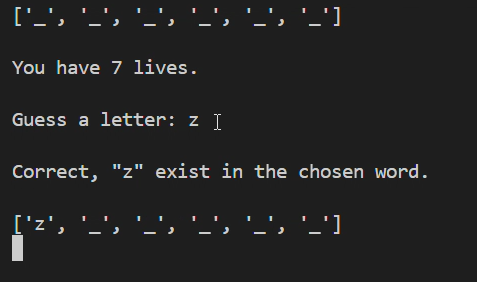 ['_', '_', '_', '_', '_', '_']
You have 7 lives.
Guess a letter: z
Correct, "z" exist in the chosen word.
['z', '_', '_', '_', '_', '_']